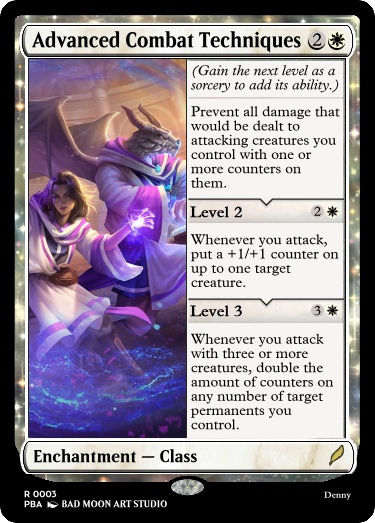 Advanced Combat Techniques 2
(Gain the next level as a
sorcery to add its ability.)
Prevent all damage that
would be dealt to
attacking creatures you
control with one or
more counters on
them.
Level 2 2
Whenever you attack,
put a +1/+1 counter on
up to one target
creature.
Level 3 3
Whenever you attack
with three or more
creatures, double the
amount of counters on
any number of target
permanents you
control.
Enchantment — Class
R 0003
PBA BAD MOON ART STUDIO
Denny